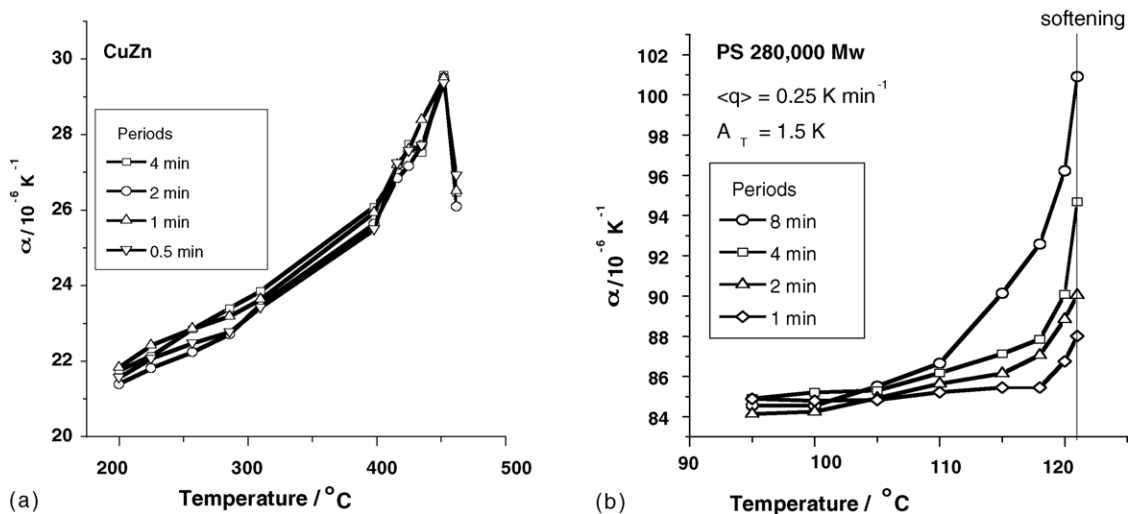 CuZn
Periods
4 min
2 min
1 min
0.5 min
α/10⁻⁶ K⁻¹
30
28
26
24
22
20
200
300
400
500
Temperature / °C
(a)
softening
PS 280,000 Mw
<q> = 0.25 K min⁻¹
A_T = 1.5 K
Periods
8 min
4 min
2 min
1 min
α/10⁻⁶ K⁻¹
102
100
98
96
94
92
90
88
86
84
90
100
110
120
Temperature / °C
(b)